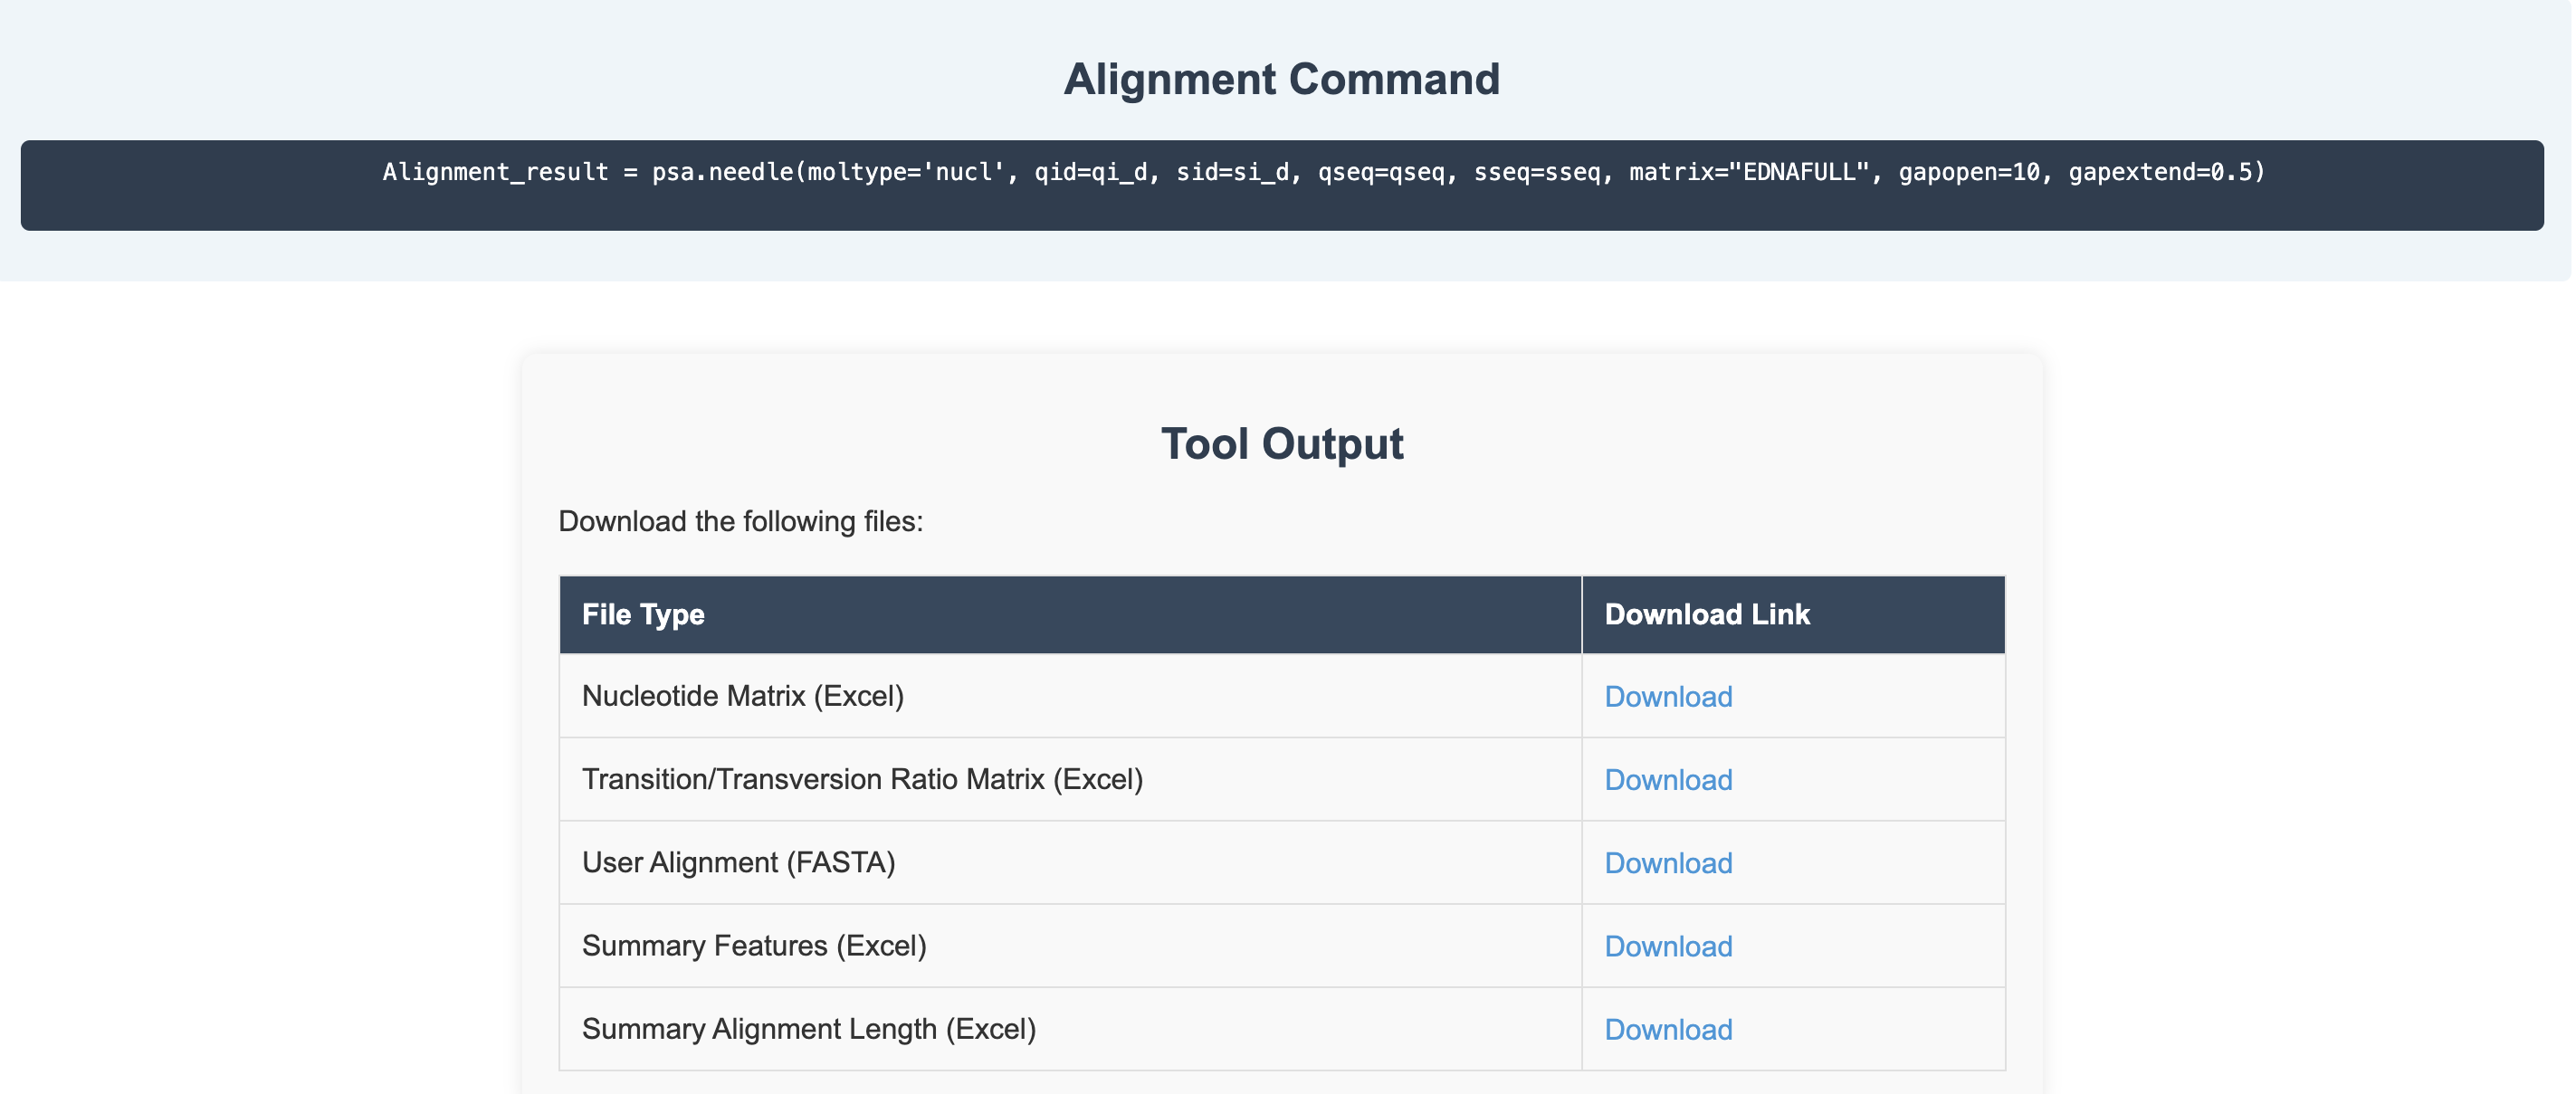 Alignment Command
Alignment_result = psa.needle(moltype='nucl', qid=qi_d, sid=si_d, qseq=qseq, sseq=sseq, matrix="EDNAFULL", gapopen=10, gapextend=0.5)
Tool Output
Download the following files:
File Type Download Link
Nucleotide Matrix (Excel) Download
Transition/Transversion Ratio Matrix (Excel) Download
User Alignment (FASTA) Download
Summary Features (Excel) Download
Summary Alignment Length (Excel) Download